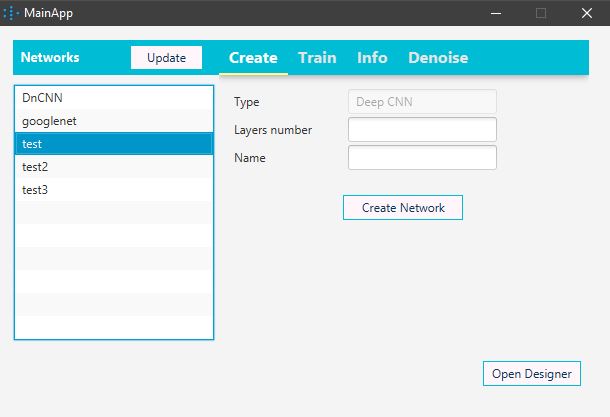 MainApp
Networks
Update
Create Train Info Denoise
DnCNN
googlenet
test
test2
test3
Type Deep CNN
Layers number
Name
Create Network
Open Designer